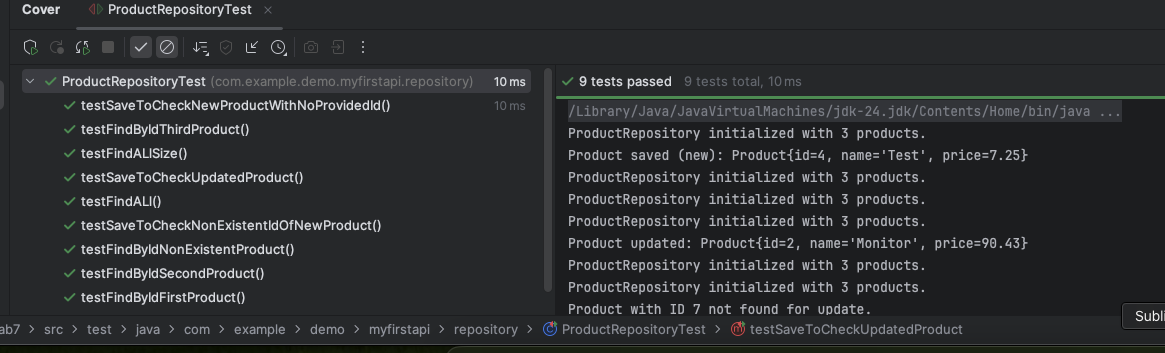 Cover ProductRepositoryTest ×
ProductRepositoryTest (com.example.demo.myfirstapi.repository) 10 ms
testSaveToCheckNewProductWithNoProvidedId() 10 ms
testFindByIdThirdProduct()
testFindALlSize()
testSaveToCheckUpdatedProduct()
testFindALl()
testSaveToCheckNonExistentIdOfNewProduct()
testFindByIdNonExistentProduct()
testFindByIdSecondProduct()
testFindByIdFirstProduct()
9 tests passed 9 tests total, 10 ms
/Library/Java/JavaVirtualMachines/jdk-24.jdk/Contents/Home/bin/java ...
ProductRepository initialized with 3 products.
Product saved (new): Product{id=4, name='Test', price=7.25}
ProductRepository initialized with 3 products.
ProductRepository initialized with 3 products.
ProductRepository initialized with 3 products.
Product updated: Product{id=2, name='Monitor', price=90.43}
ProductRepository initialized with 3 products.
ProductRepository initialized with 3 products.
Product with ID 7 not found for update.
ab7 > src > test > java > com > example > demo > myfirstapi > repository > ProductRepositoryTest > testSaveToCheckUpdatedProduct
Subli